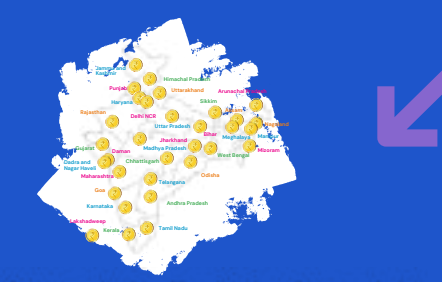 Jammu and
Kashmir
Himachal Pradesh
Punjab
Uttarakhand
Arunachal Pradesh
Haryana
Sikkim
Rajasthan
Delhi NCR
Assam
Nagaland
Uttar Pradesh
Bihar
Meghalaya
Manipur
Jharkhand
Gujarat
Daman
Madhya Pradesh
Mizoram
West Bengal
Dadra and
Nagar Haveli
Chhattisgarh
Maharashtra
Odisha
Talangana
Goa
Andhra Pradesh
Karnataka
Lakshadweep
Kerala
Tamil Nadu